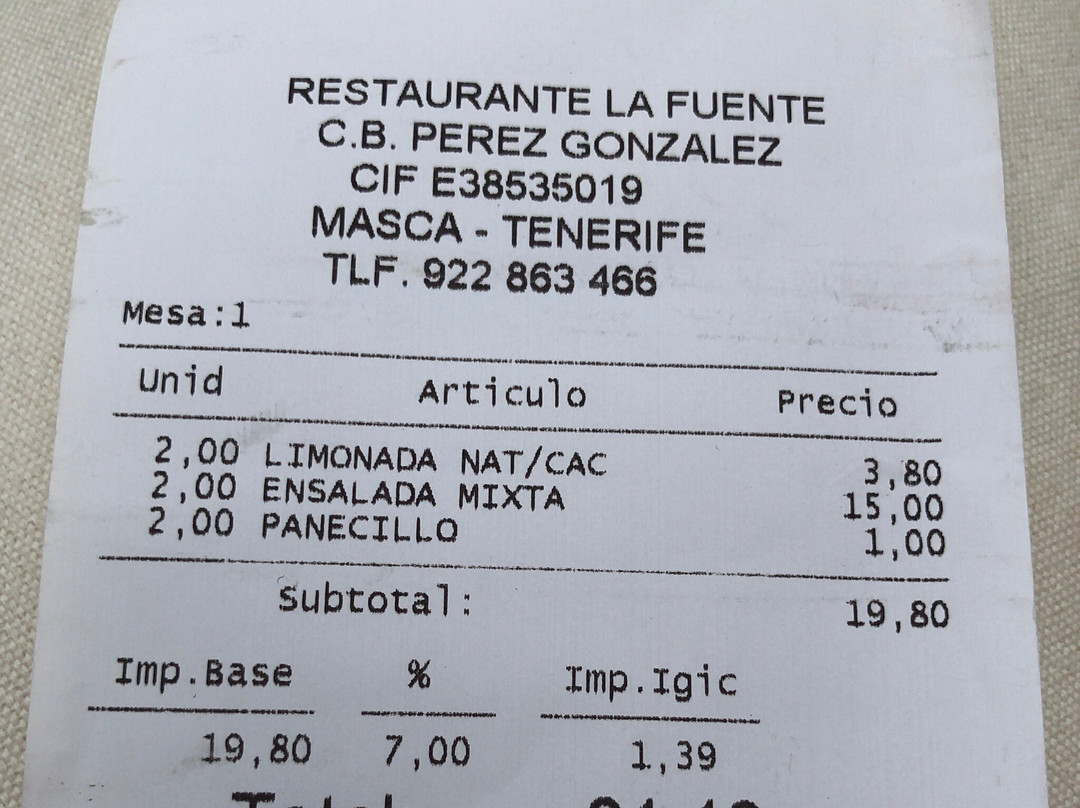 RESTAURANTE LA FUENTE
C.B. PEREZ GONZALEZ
CIF E38535019
MASCA - TENERIFE
TLF. 922 863 466
Mesa:1
Unid Articulo Precio
2,00 LIMONADA NAT/CAC 3,80
2,00 ENSALADA MIXTA 15,00
2,00 PANECILLO 1,00
Subtotal: 19,80
Imp.Base % Imp.Igic
19,80 7,00 1,39